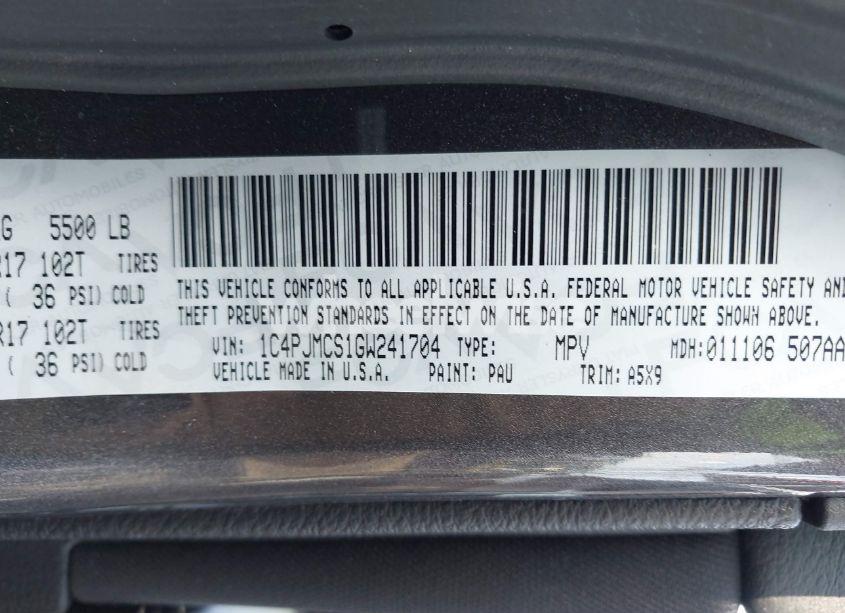 G 5500 LB
R17 102T TIRES
( 36 PSI) COLD
R17 102T TIRES
( 36 PSI) COLD
THIS VEHICLE CONFORMS TO ALL APPLICABLE U.S.A. FEDERAL MOTOR VEHICLE SAFETY AND
THEFT PREVENTION STANDARDS IN EFFECT ON THE DATE OF MANUFACTURE SHOWN ABOVE.
VIN: 1C4PJMCS1GW241704 TYPE: MPV MDH:011106 507AA
VEHICLE MADE IN U.S.A. PAINT: PAU TRIM: A5X9